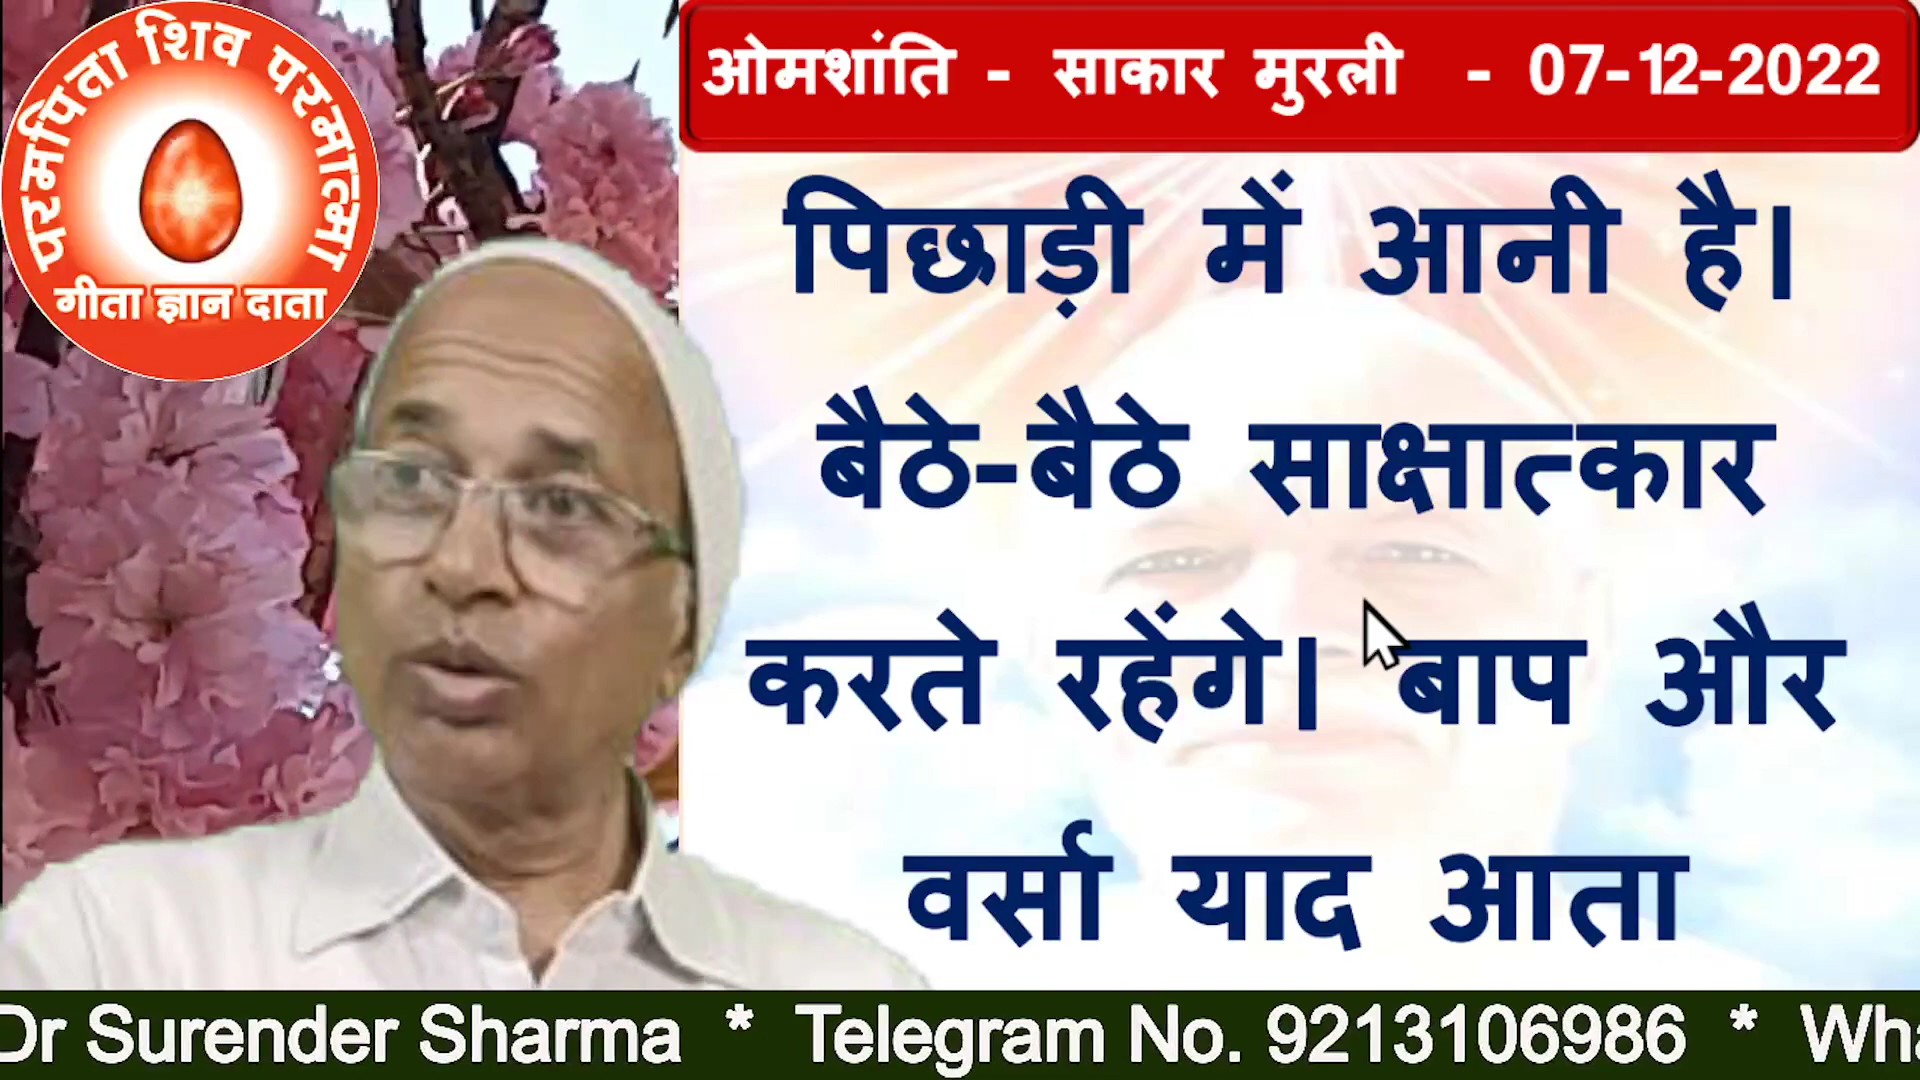 परमपिता शिव परमात्मा
गीता ज्ञान दाता
ओमशांति - साकार मुरली - 07-12-2022
पिछाड़ी में आनी है।
बैठे-बैठे साक्षात्कार
करते रहेंगे। बाप और
वर्सा याद आता
Dr Surender Sharma * Telegram No. 9213106986 * Wha